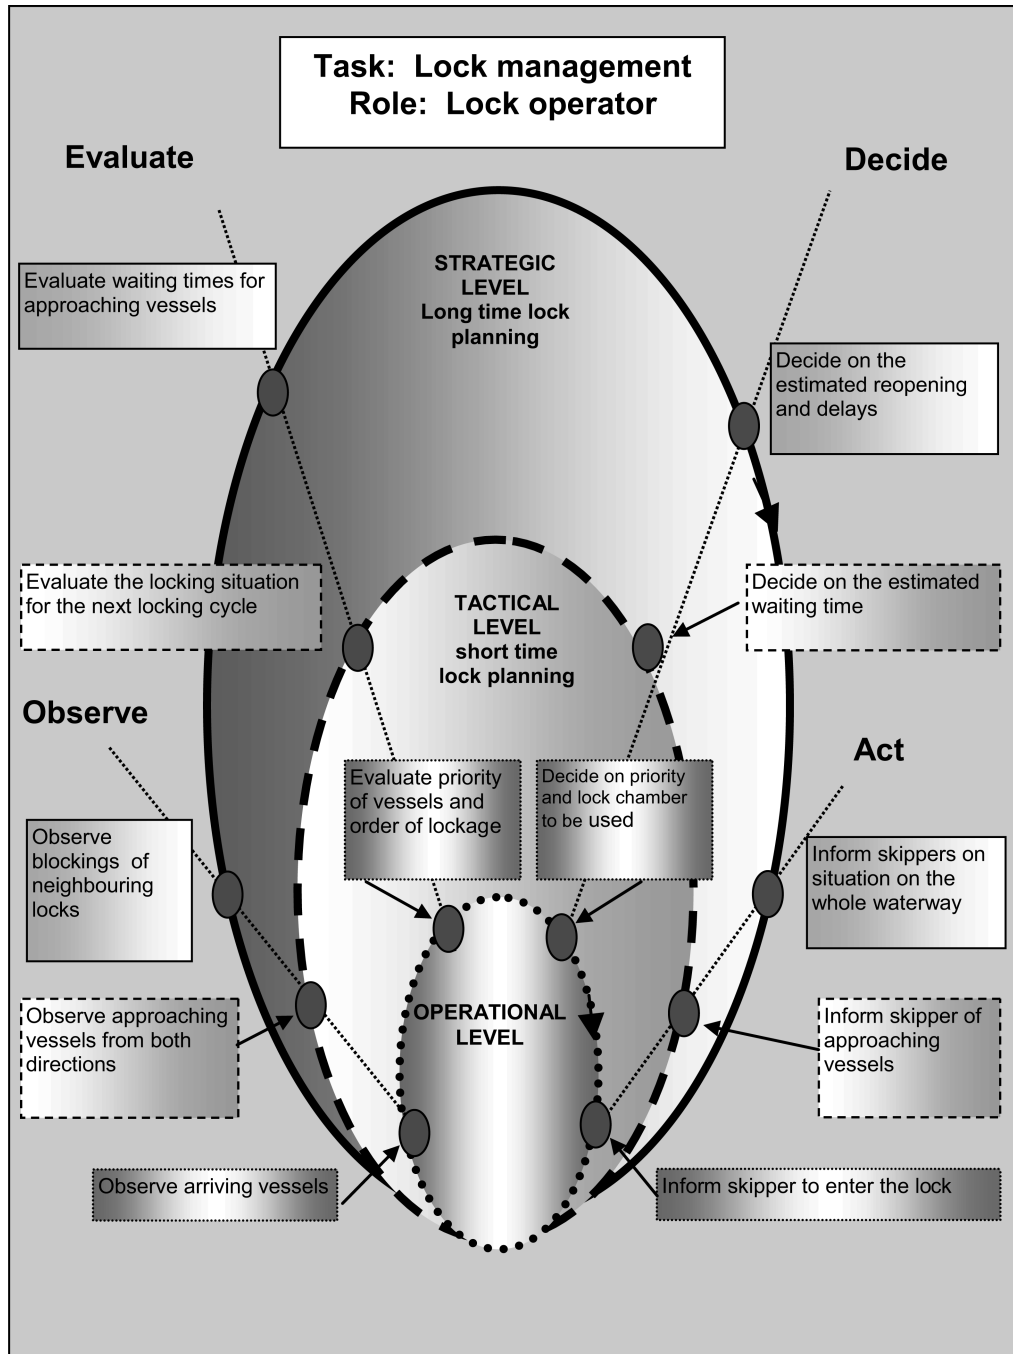 Task:  Lock management
Role:  Lock operator
Evaluate
Decide
STRATEGIC
LEVEL
Long time lock
planning
Evaluate waiting times for
approaching vessels
Decide on the
estimated reopening
and delays
Evaluate the locking situation
for the next locking cycle
TACTICAL
LEVEL
short time
lock planning
Decide on the estimated
waiting time
Observe
Act
Evaluate priority
of vessels and
order of lockage
Decide on priority
and lock chamber
to be used
Observe
blockings  of
neighbouring
locks
Inform skippers on
situation on the
whole waterway
Observe approaching
vessels from both
directions
OPERATIONAL
LEVEL
Inform skipper of
approaching
vessels
Observe arriving vessels
Inform skipper to enter the lock